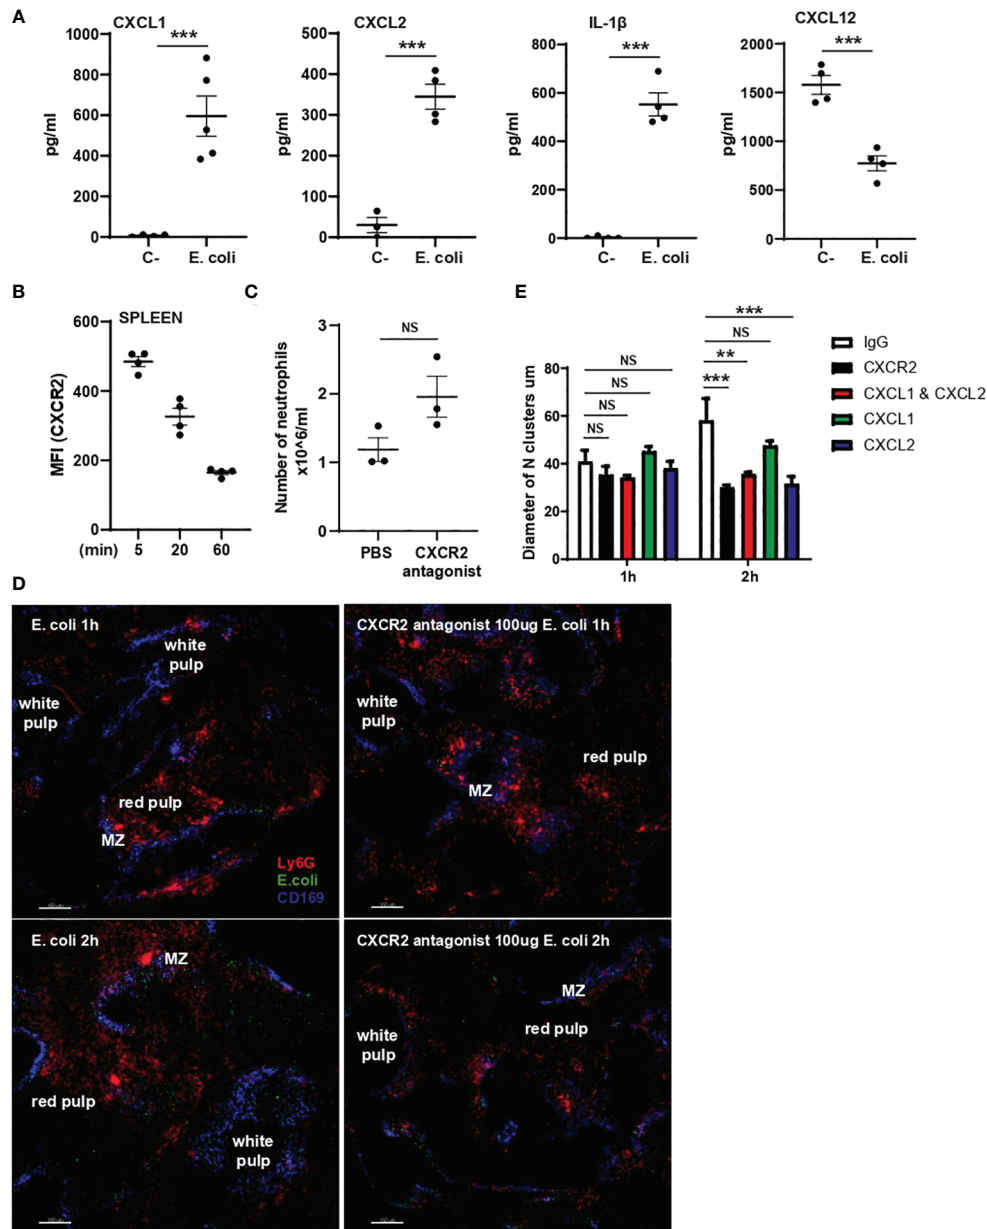 A
CXCL1
***
1000
800
600
400
200
0
pg/ml
C-
E. coli
CXCL2
***
500
400
300
200
100
0
pg/ml
C-
E. coli
IL-1β
***
800
600
400
200
0
pg/ml
C-
E. coli
CXCL12
***
2000
1500
1000
500
0
pg/ml
C-
E. coli
B
SPLEEN
600
400
200
0
MFI (CXCR2)
(min)
5
20
60
C
NS
3
2
1
0
Number of neutrophils
x10^6/ml
PBS
CXCR2
antagonist
E
***
NS
**
***
NS
NS
NS
NS
80
60
40
20
0
Diameter of N clusters um
1h
2h
IgG
CXCR2
CXCL1 & CXCL2
CXCL1
CXCL2
D
E. coli 1h
white
pulp
white
pulp
red pulp
MZ
Ly6G
E.coli
CD169
CXCR2 antagonist 100ug E. coli 1h
white
pulp
red pulp
MZ
E. coli 2h
MZ
red pulp
white
pulp
CXCR2 antagonist 100ug E. coli 2h
MZ
white
pulp
red pulp